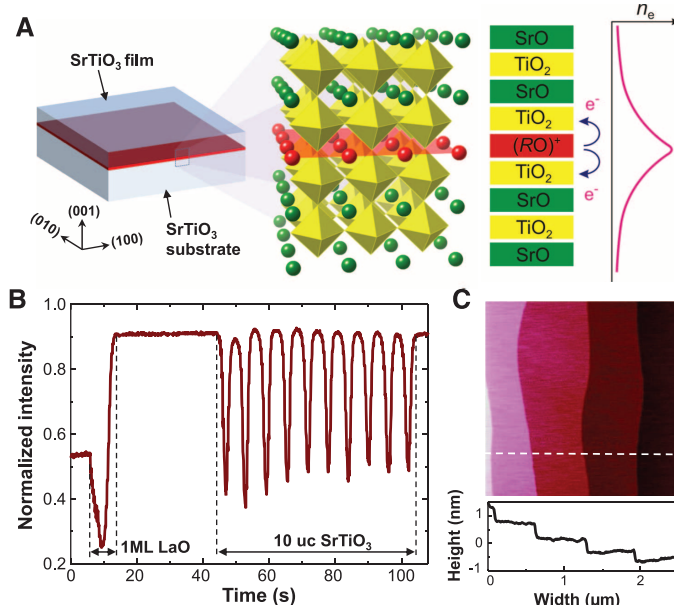 A
SrTiO₃ film
SrTiO₃
substrate
(001)
(010)
(100)
SrO
TiO₂
SrO
TiO₂
(RO)⁺
TiO₂
SrO
TiO₂
SrO
e⁻
e⁻
nₑ
B
Normalized intensity
1.0
0.8
0.6
0.4
0.2
1ML LaO
10 uc SrTiO₃
0
20
40
60
80
100
Time (s)
C
Height (nm)
1
0
-1
0
1
2
Width (μm)